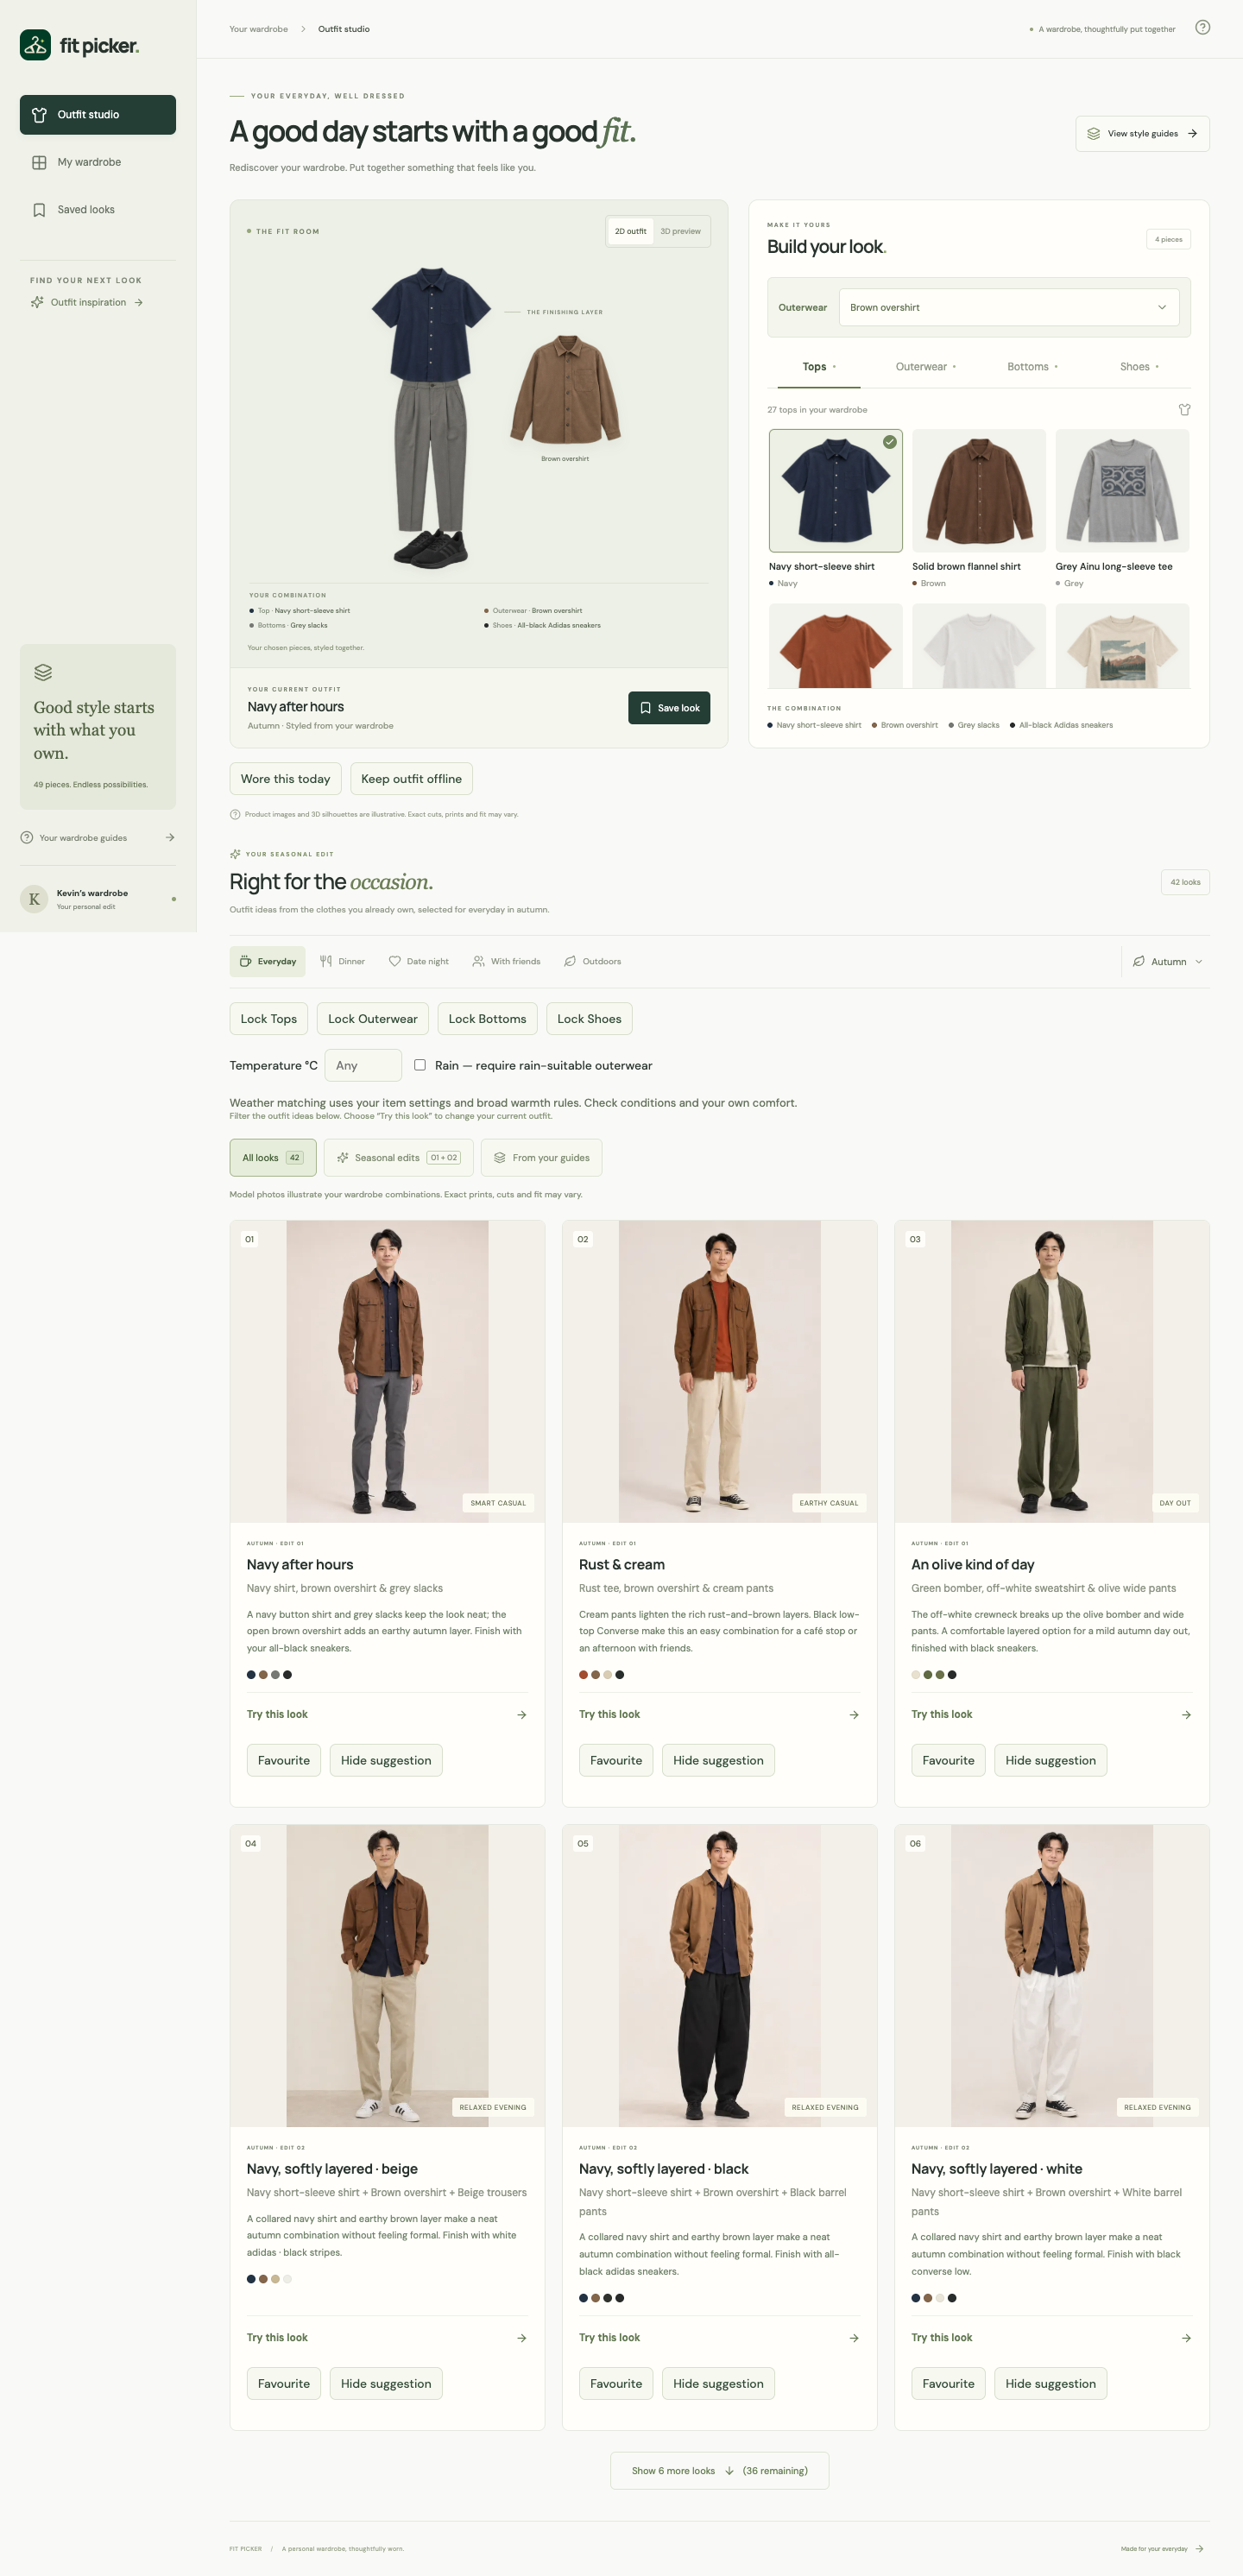 fit picker.
Outfit studio
My wardrobe
Saved looks
FIND YOUR NEXT LOOK
Outfit inspiration
Good style starts
with what you
own.
49 pieces. Endless possibilities.
Your wardrobe guides
K
Kevin's wardrobe
Your personal edit
Your wardrobe
Outfit studio
A wardrobe, thoughtfully put together
YOUR EVERYDAY, WELL DRESSED
A good day starts with a good fit.
Rediscover your wardrobe. Put together something that feels like you.
View style guides
THE FIT ROOM
2D outfit
3D preview
THE FINISHING LAYER
Brown overshirt
YOUR COMBINATION
Top · Navy short-sleeve shirt
Outerwear · Brown overshirt
Bottoms · Grey slacks
Shoes · All-black Adidas sneakers
Your chosen pieces, styled together.
YOUR CURRENT OUTFIT
Navy after hours
Autumn · Styled from your wardrobe
Save look
MAKE IT YOURS
Build your look.
4 pieces
Outerwear
Brown overshirt
Tops
Outerwear
Bottoms
Shoes
27 tops in your wardrobe
Navy short-sleeve shirt
Navy
Solid brown flannel shirt
Brown
Grey Ainu long-sleeve tee
Grey
THE COMBINATION
Navy short-sleeve shirt
Brown overshirt
Grey slacks
All-black Adidas sneakers
Wore this today
Keep outfit offline
Product images and 3D silhouettes are illustrative. Exact cuts, prints and fit may vary.
YOUR SEASONAL EDIT
Right for the occasion.
42 looks
Outfit ideas from the clothes you already own, selected for everyday in autumn.
Everyday
Dinner
Date night
With friends
Outdoors
Autumn
Lock Tops
Lock Outerwear
Lock Bottoms
Lock Shoes
Temperature °C
Any
Rain — require rain-suitable outerwear
Weather matching uses your item settings and broad warmth rules. Check conditions and your own comfort.
Filter the outfit ideas below. Choose "Try this look" to change your current outfit.
All looks 42
Seasonal edits 01 + 02
From your guides
Model photos illustrate your wardrobe combinations. Exact prints, cuts and fit may vary.
01
SMART CASUAL
AUTUMN · EDIT 01
Navy after hours
Navy shirt, brown overshirt & grey slacks
A navy button shirt and grey slacks keep the look neat; the
open brown overshirt adds an earthy autumn layer. Finish with
your all-black sneakers.
Try this look
Favourite
Hide suggestion
02
EARTHY CASUAL
AUTUMN · EDIT 01
Rust & cream
Rust tee, brown overshirt & cream pants
Cream pants lighten the rich rust-and-brown layers. Black low-
top Converse make this an easy combination for a café stop or
an afternoon with friends.
Try this look
Favourite
Hide suggestion
03
DAY OUT
AUTUMN · EDIT 01
An olive kind of day
Green bomber, off-white sweatshirt & olive wide pants
The off-white crewneck breaks up the olive bomber and wide
pants. A comfortable layered option for a mild autumn day out,
finished with black sneakers.
Try this look
Favourite
Hide suggestion
04
RELAXED EVENING
AUTUMN · EDIT 02
Navy, softly layered · beige
Navy short-sleeve shirt + Brown overshirt + Beige trousers
A collared navy shirt and earthy brown layer make a neat
autumn combination without feeling formal. Finish with white
adidas · black stripes.
Try this look
Favourite
Hide suggestion
05
RELAXED EVENING
AUTUMN · EDIT 02
Navy, softly layered · black
Navy short-sleeve shirt + Brown overshirt + Black barrel
pants
A collared navy shirt and earthy brown layer make a neat
autumn combination without feeling formal. Finish with all-
black adidas sneakers.
Try this look
Favourite
Hide suggestion
06
RELAXED EVENING
AUTUMN · EDIT 02
Navy, softly layered · white
Navy short-sleeve shirt + Brown overshirt + White barrel
pants
A collared navy shirt and earthy brown layer make a neat
autumn combination without feeling formal. Finish with black
converse low.
Try this look
Favourite
Hide suggestion
Show 6 more looks
(36 remaining)
FIT PICKER / A personal wardrobe, thoughtfully worn.
Made for your everyday